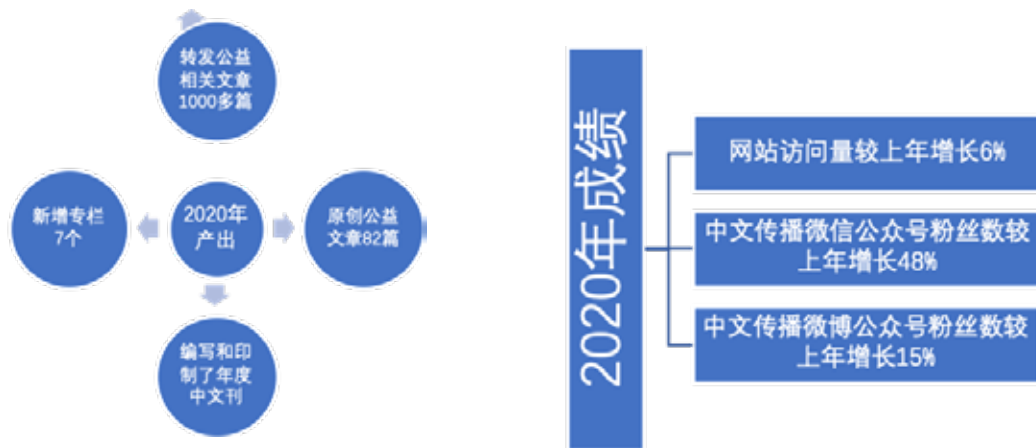 转发公益
相关文章
1000多篇
新增专栏
7个
2020年
产出
原创公益
文章82篇
编写和印
制了年度
中文刊
2020年成绩
网站访问量较上年增长6%
中文传播微信公众号粉丝数较
上年增长48%
中文传播微博公众号粉丝数较
上年增长15%